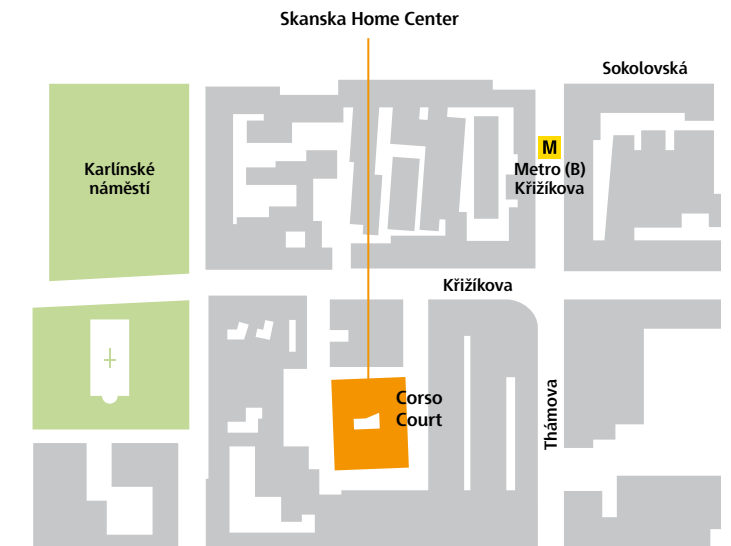 Skanska Home Center
Sokolovská
M
Metro (B)
Křižíkova
Karlínské
náměstí
Křižíkova
Corso
Court
Thámova